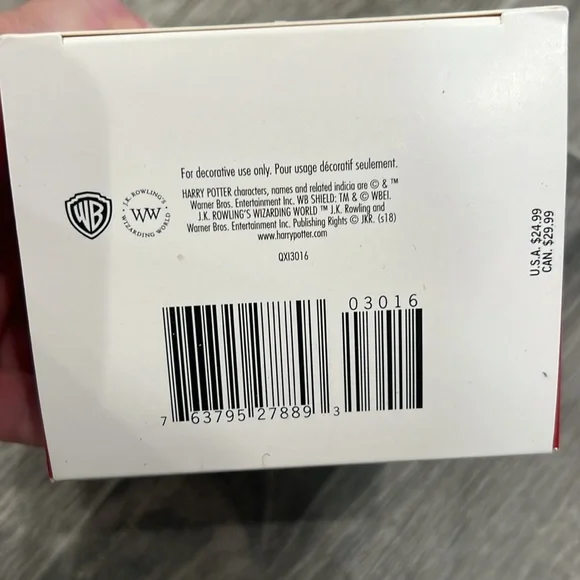 For decorative use only. Pour usage décoratif seulement.
HARRY POTTER characters, names and related indicia are © & ™
Warner Bros. Entertainment Inc. WB SHIELD: TM & © WBEI.
J.K. ROWLING'S WIZARDING WORLD ™ J.K. Rowling and
Warner Bros. Entertainment Inc. Publishing Rights © JKR. (s18)
www.harrypotter.com
QXI3016
WB
J.K. ROWLING'S
WW
WIZARDING WORLD
U.S.A. $24.99
CAN. $29.99
03016
7 63795 27889 3